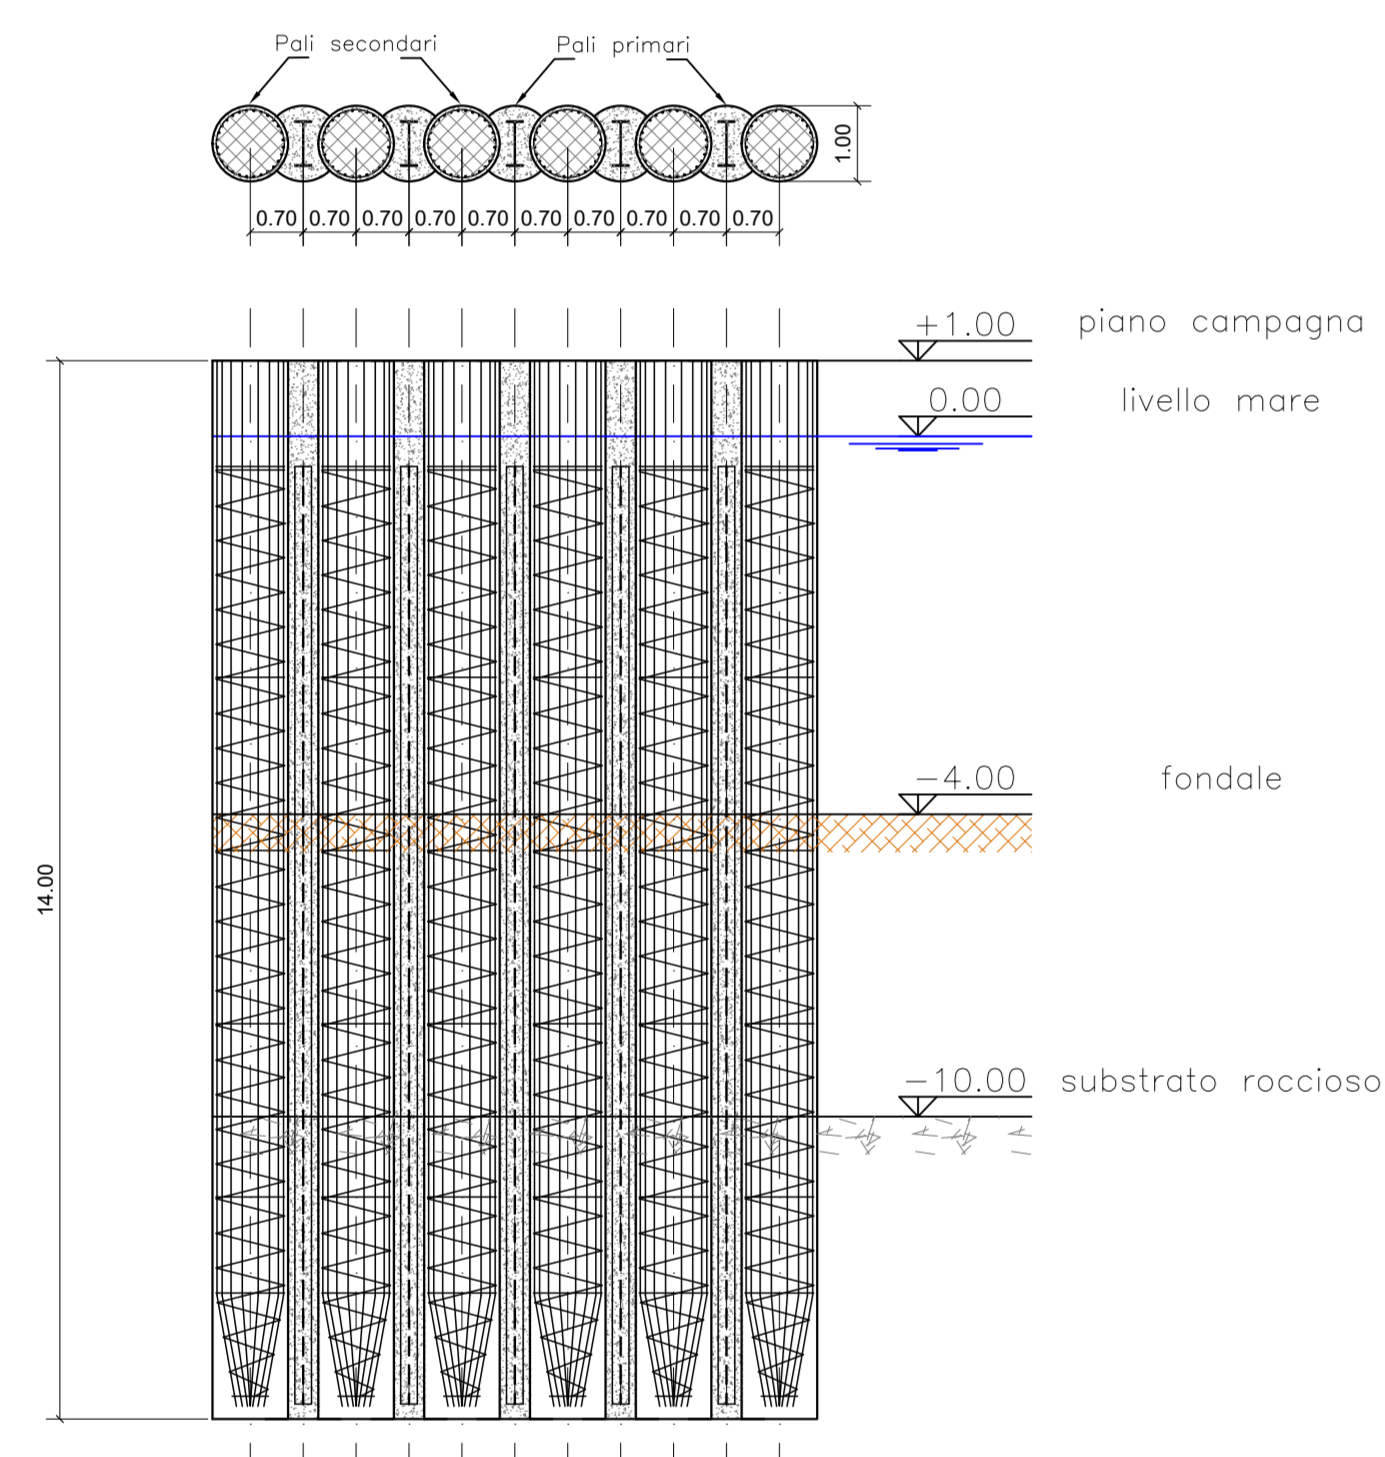 Pali secondari
Pali primari
1.00
0.70 0.70 0.70 0.70 0.70 0.70 0.70 0.70 0.70 0.70
+1.00 piano campagna
0.00 livello mare
-4.00 fondale
14.00
-10.00 substrato roccioso